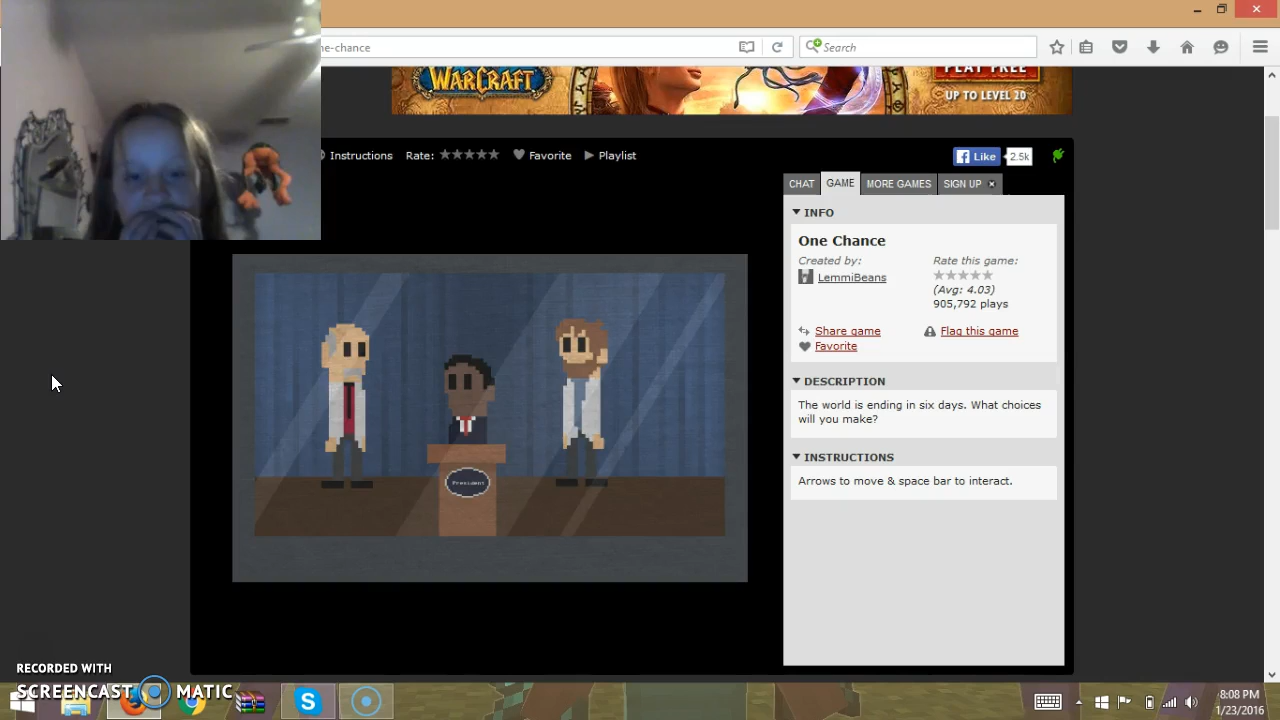 ne-chance
Search
WARCRAFT
PLAY FREE
UP TO LEVEL 20
Instructions Rate: Favorite Playlist
Like 2.5k
CHAT GAME MORE GAMES SIGN UP
INFO
One Chance
Created by:
LemmiBeans
Rate this game:
(Avg: 4.03)
905,792 plays
Share game
Flag this game
Favorite
DESCRIPTION
The world is ending in six days. What choices
will you make?
INSTRUCTIONS
Arrows to move & space bar to interact.
President
RECORDED WITH
SCREENCAST MATIC
8:08 PM
1/23/2016